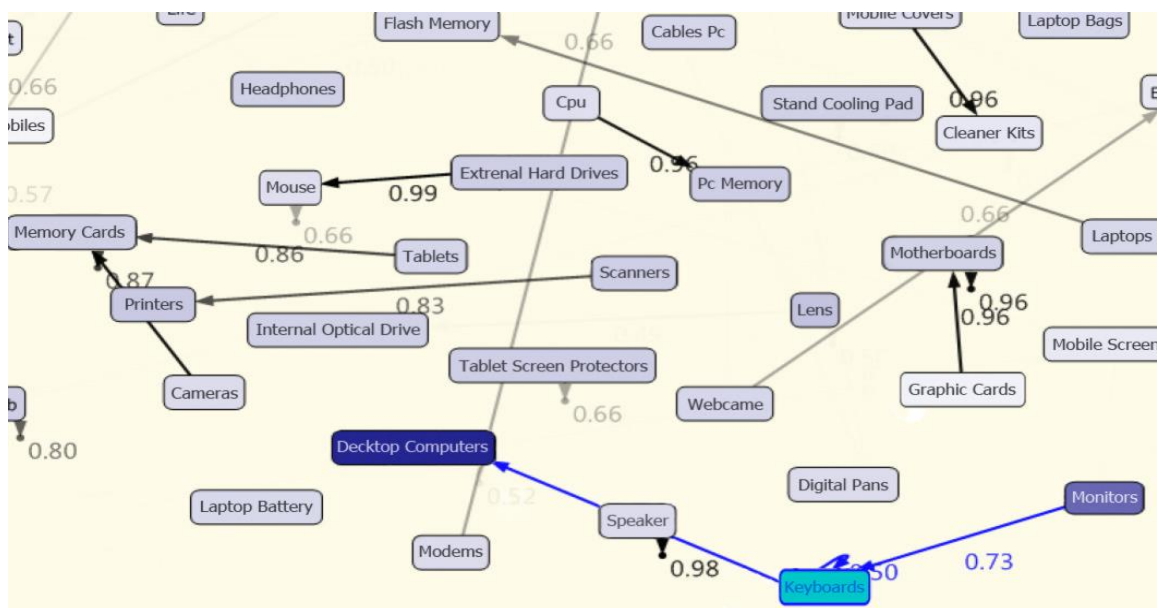 Flash Memory
Mobile Covers
Laptop Bags
Cables Pc
0.66
t
0.66
Headphones
Cpu
Stand Cooling Pad
0.96
Cleaner Kits
obiles
0.96
Extrenal Hard Drives
Pc Memory
Mouse
0.99
0.57
0.66
0.66
Memory Cards
0.86
Tablets
Motherboards
Laptops
0.87
Scanners
Printers
0.83
0.96
0.96
Internal Optical Drive
Lens
Mobile Screen
Tablet Screen Protectors
Cameras
Graphic Cards
Webcame
0.66
b
0.80
Decktop Computers
Digital Pans
Monitors
0.52
Laptop Battery
Speaker
Modems
0.98
0.73
Keyboards